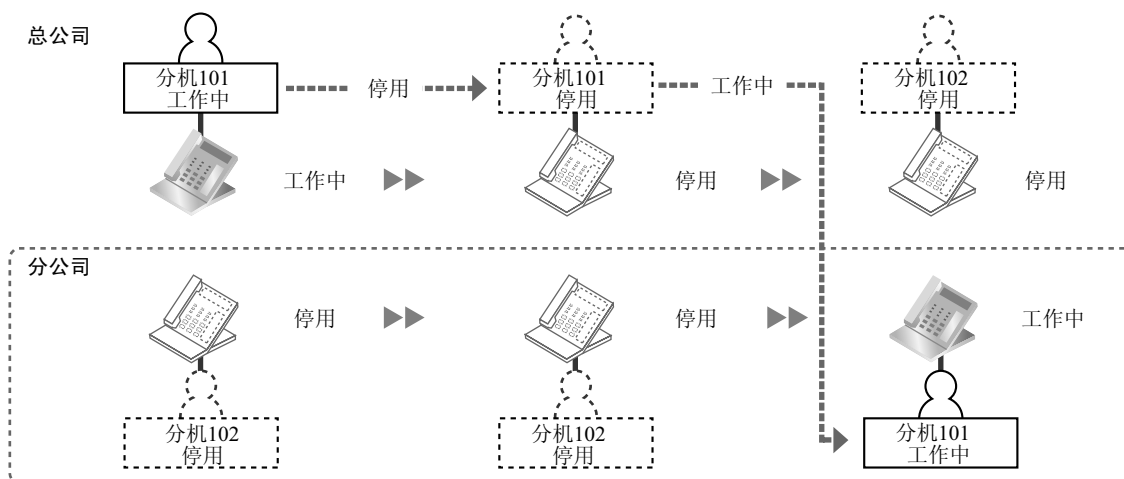 总公司
分机101
工作中
停用
分机101
停用
工作中
分机102
停用
工作中
停用
停用
分公司
停用
停用
工作中
分机102
停用
分机102
停用
分机101
工作中